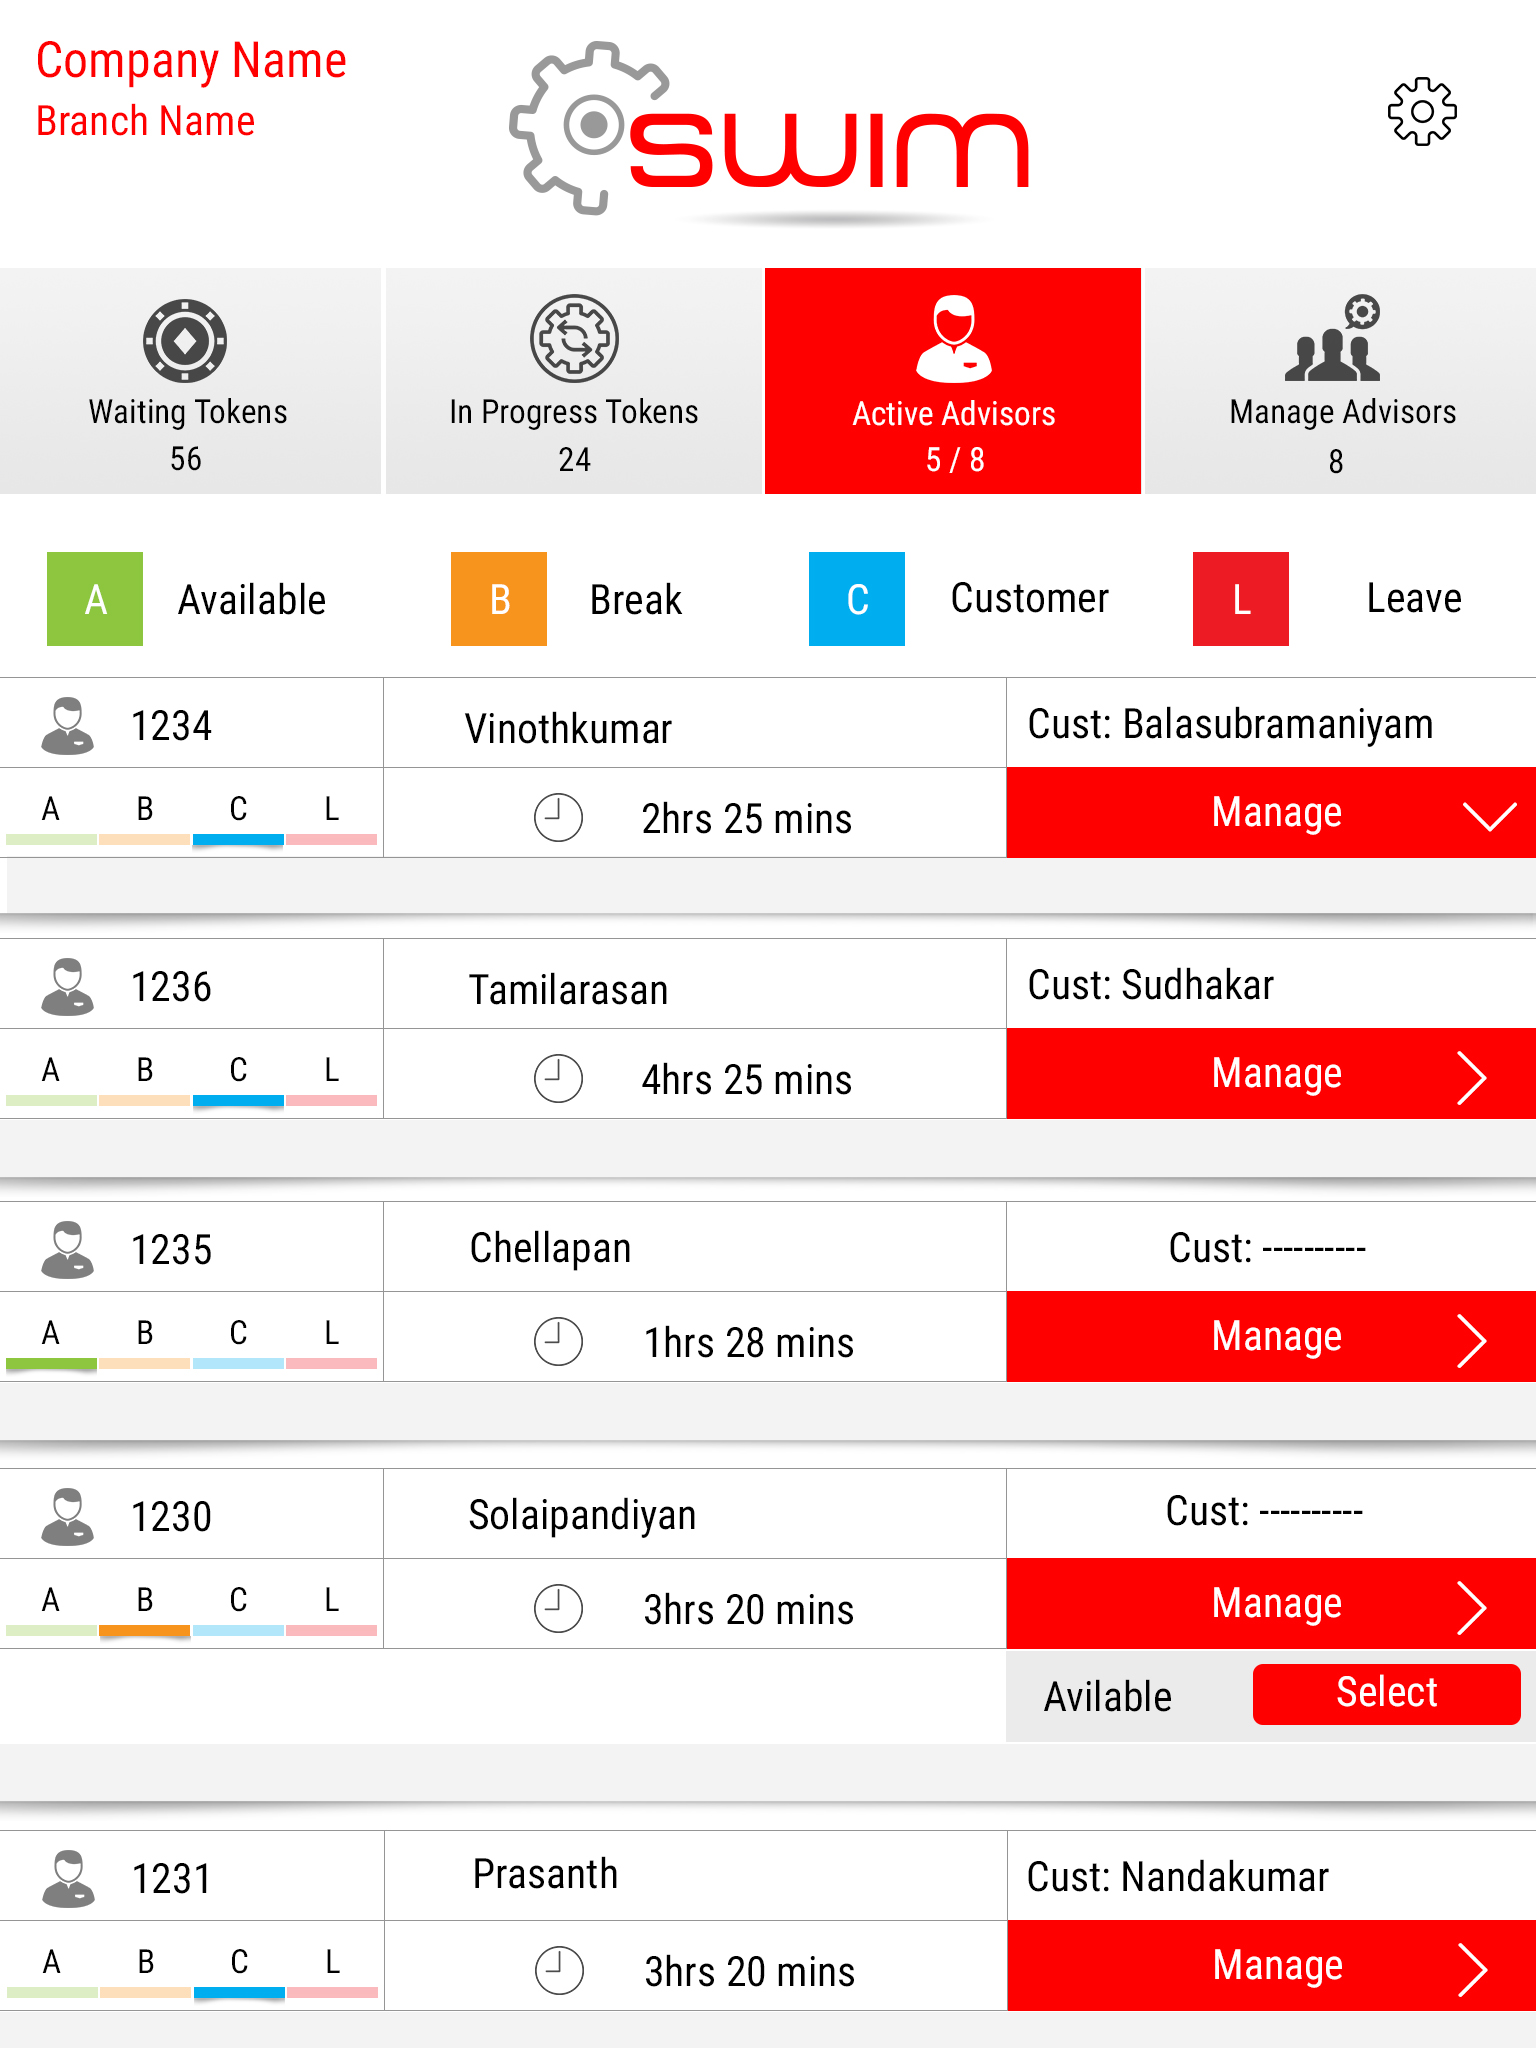 Company Name
Branch Name
swim
Waiting Tokens
56
In Progress Tokens
24
Active Advisors
5 / 8
Manage Advisors
8
A Available B Break C Customer L Leave
1234 Vinothkumar Cust: Balasubramaniyam
A B C L 2hrs 25 mins Manage
1236 Tamilarasan Cust: Sudhakar
A B C L 4hrs 25 mins Manage
1235 Chellapan Cust: ----------
A B C L 1hrs 28 mins Manage
1230 Solaipandiyan Cust: ----------
A B C L 3hrs 20 mins Manage
Avilable Select
1231 Prasanth Cust: Nandakumar
A B C L 3hrs 20 mins Manage